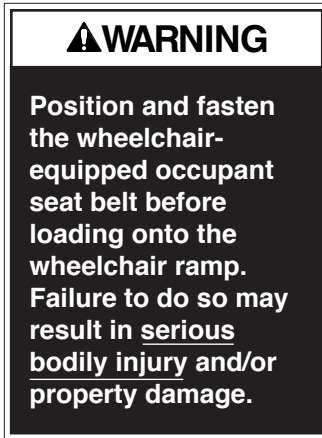 WARNING
Position and fasten
the wheelchair-
equipped occupant
seat belt before
loading onto the
wheelchair ramp.
Failure to do so may
result in serious
bodily injury and/or
property damage.